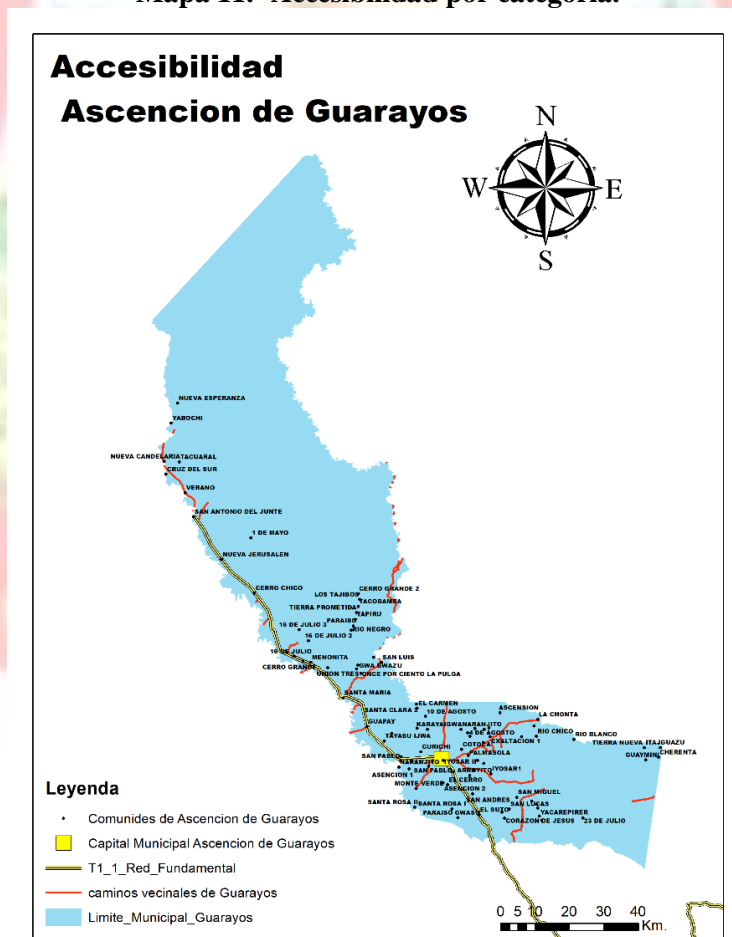 Mapa 11. Accesibilidad por categoría.
Accesibilidad
Ascencion de Guarayos
N
W E
S
NUEVA ESPERANZA
YABOCHI
NUEVA CANDELARIA TACUARAL
CRUZ DEL SUR
VERANO
SAN ANTONIO DEL JUNTE
1 DE MAYO
NUEVA JERUSALEN
CERRO CHICO
CERRO GRANDE 2
LOS TAJIBOS
TACOBAMBA
TIERRA PROMETIDA
TAPIRU
PARAISO
RIO NEGRO
15 DE JULIO 3
15 DE JULIO 2
16 DE JULIO
MENONITA
SAN LUIS
CERRO GRANDE
GWA GWAZU
UNION TRES ONCE POR CIENTO LA PULGA
SANTA MARIA
EL CARMEN
SANTA CLARA 2
10 DE AGOSTO
ASCENSION
LA CHONTA
GUAPAY
KARAYAIGWANARANJITO
4 DE AGOSTO
RIO CHICO
RIO BLANCO
TAYABU IJWA
EXALTACION 1
TIERRA NUEVA ITAJGUAZU
CURICHI
COTOCA
PALMASOLA
GUAYMINI
CHERENTA
SAN PABLO
NARANJITO
IYOSAR II
ASENCION 1
SAN PABLO
ARROYITO
IYOSAR1
MONTE VERDE
EL CERRO
ASENCION 2
SAN MIGUEL
SANTA ROSA II
SANTA ROSA I
SAN ANDRES
SAN LUCAS
PARAISO GWASU
EL SUTO
YACAREPIRER
CORAZON DE JESUS
23 DE JULIO
Leyenda
Comunides de Ascencion de Guarayos
Capital Municipal Ascencion de Guarayos
T1_1_Red_Fundamental
caminos vecinales de Guarayos
Limite_Municipal_Guarayos
0 5 10 20 30 40
Km.